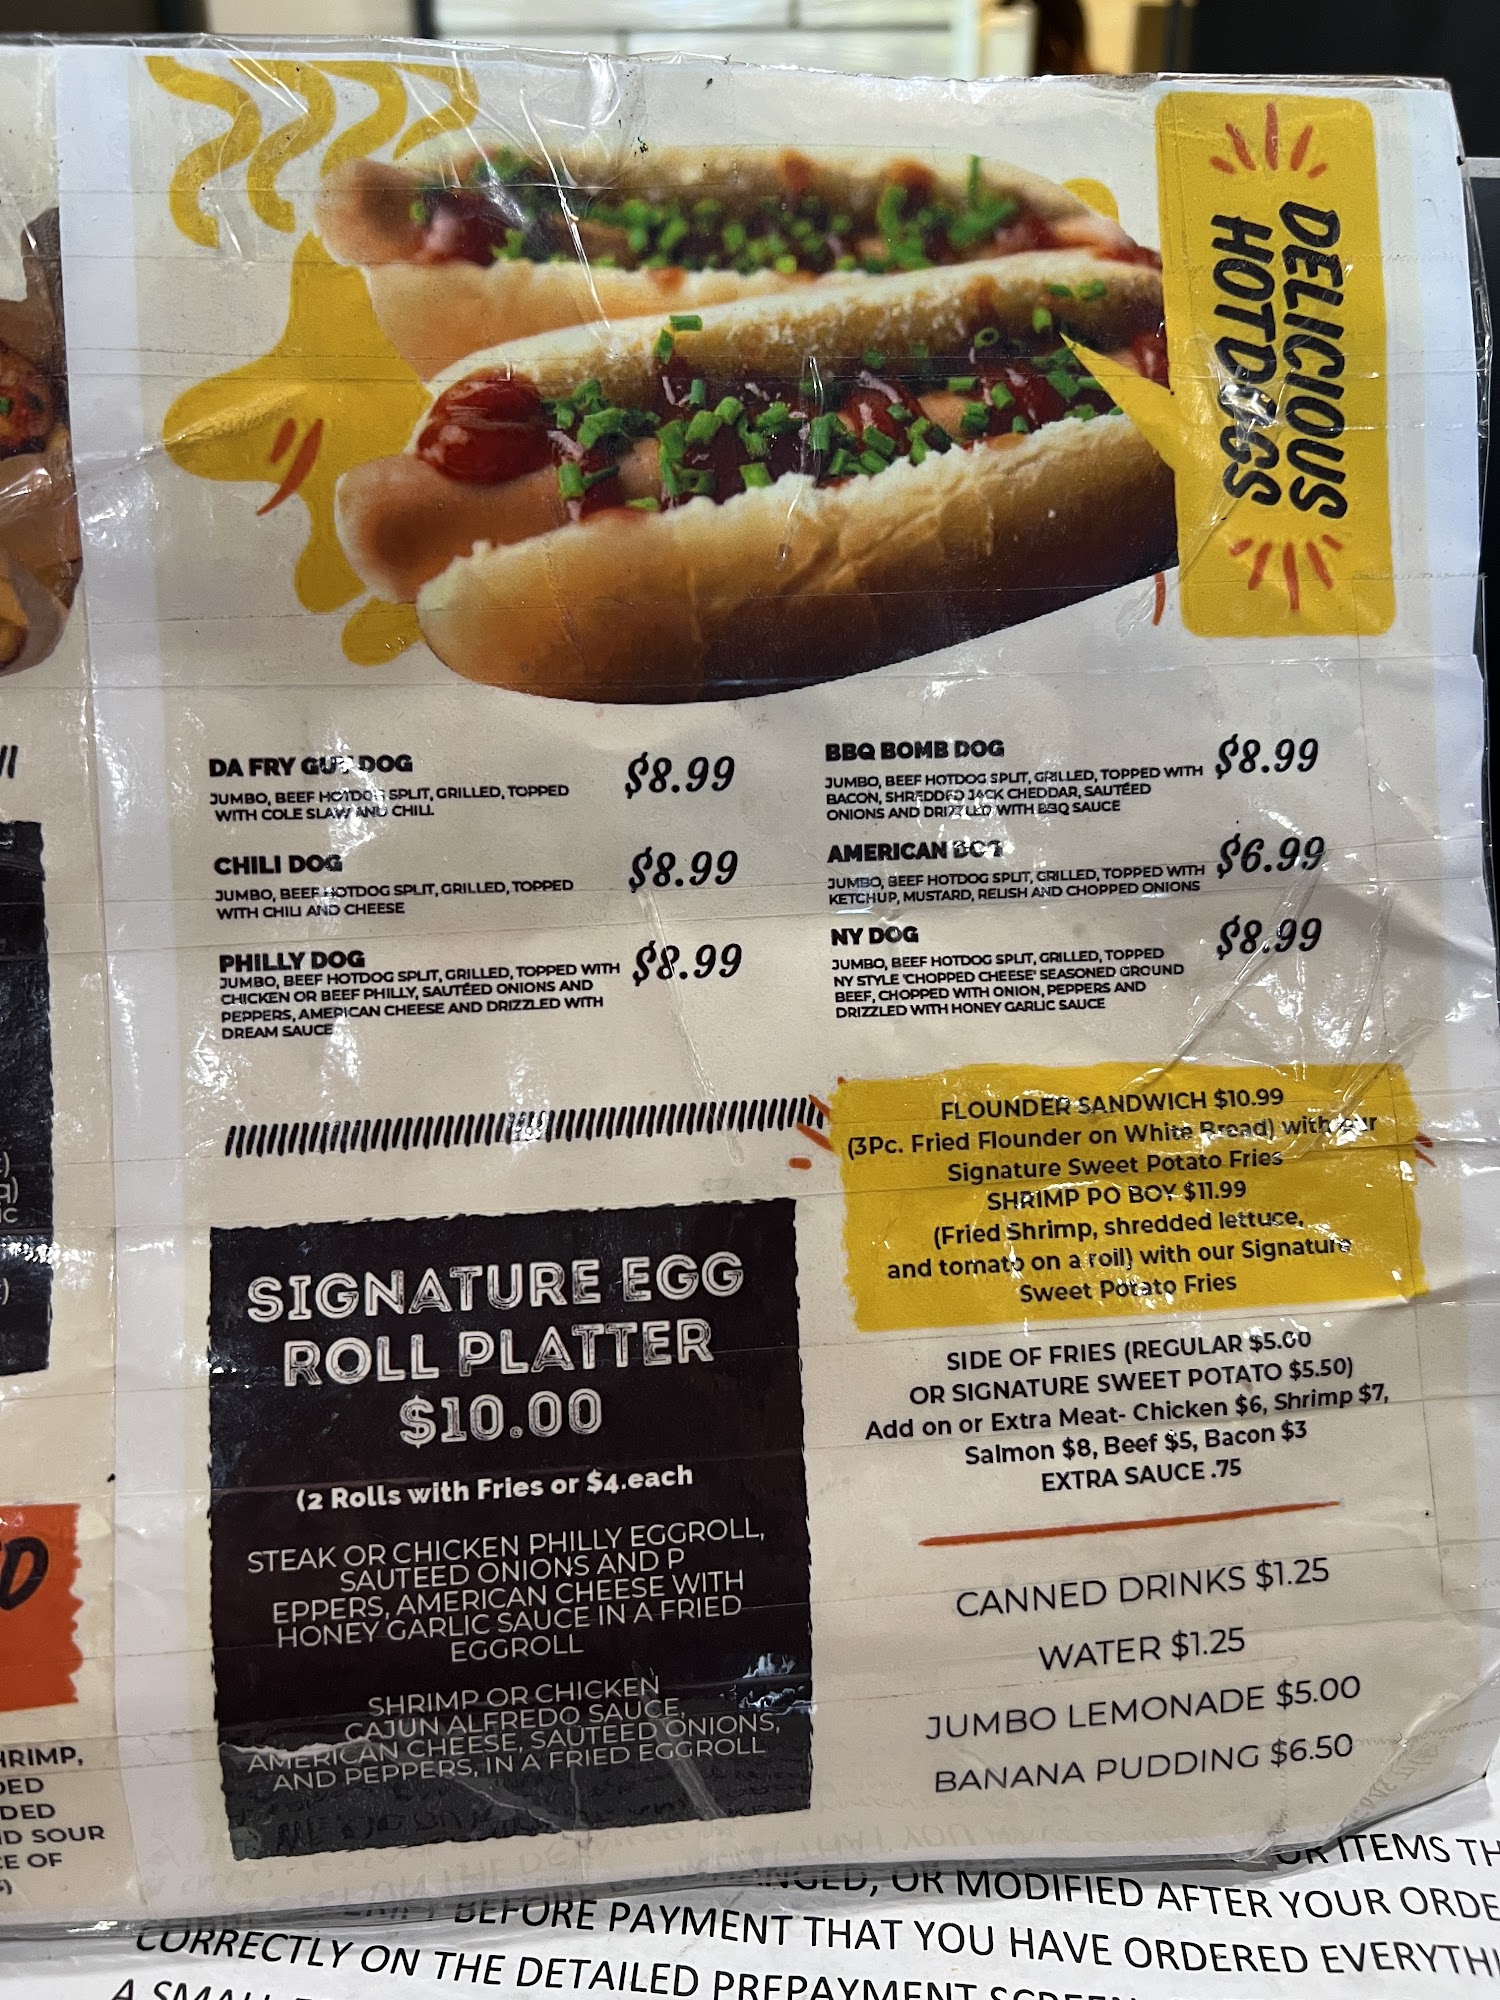 DELICIOUS
HOTDOGS
DA FRY GUY DOG
$8.99
JUMBO, BEEF HOTDOG SPLIT, GRILLED, TOPPED
WITH COLE SLAW AND CHILL
CHILI DOG
$8.99
JUMBO, BEEF HOTDOG SPLIT, GRILLED, TOPPED
WITH CHILI AND CHEESE
PHILLY DOG
$8.99
JUMBO, BEEF HOTDOG SPLIT, GRILLED, TOPPED WITH
CHICKEN OR BEEF PHILLY, SAUTÉED ONIONS AND
PEPPERS, AMERICAN CHEESE AND DRIZZLED WITH
DREAM SAUCE
BBQ BOMB DOG
$8.99
JUMBO, BEEF HOTDOG SPLIT, GRILLED, TOPPED WITH
BACON, SHREDDED JACK CHEDDAR, SAUTÉED
ONIONS AND DRIZZLED WITH BBQ SAUCE
AMERICAN DOG
$6.99
JUMBO, BEEF HOTDOG SPLIT, GRILLED, TOPPED WITH
KETCHUP, MUSTARD, RELISH AND CHOPPED ONIONS
NY DOG
$8.99
JUMBO, BEEF HOTDOG SPLIT, GRILLED, TOPPED
NY STYLE 'CHOPPED CHEESE' SEASONED GROUND
BEEF, CHOPPED WITH ONION, PEPPERS AND
DRIZZLED WITH HONEY GARLIC SAUCE
FLOUNDER SANDWICH $10.99
(3Pc. Fried Flounder on White Bread) with our
Signature Sweet Potato Fries
SHRIMP PO BOY $11.99
(Fried Shrimp, shredded lettuce,
and tomato on a roll) with our Signature
Sweet Potato Fries
SIDE OF FRIES (REGULAR $5.00
OR SIGNATURE SWEET POTATO $5.50)
Add on or Extra Meat- Chicken $6, Shrimp $7,
Salmon $8, Beef $5, Bacon $3
EXTRA SAUCE .75
CANNED DRINKS $1.25
WATER $1.25
JUMBO LEMONADE $5.00
BANANA PUDDING $6.50
SIGNATURE EGG
ROLL PLATTER
$10.00
(2 Rolls with Fries or $4.each
STEAK OR CHICKEN PHILLY EGGROLL,
SAUTEED ONIONS AND P
EPPERS, AMERICAN CHEESE WITH
HONEY GARLIC SAUCE IN A FRIED
EGGROLL
SHRIMP OR CHICKEN
CAJUN ALFREDO SAUCE,
AMERICAN CHEESE, SAUTEED ONIONS,
AND PEPPERS, IN A FRIED EGGROLL
HRIMP,
DED
DED
ND SOUR
CE OF
OR ITEMS TH
OR MODIFIED AFTER YOUR ORDE
BEFORE PAYMENT THAT YOU HAVE ORDERED EVERYTHI
CORRECTLY ON THE DETAILED PREPAYMENT SCREEN
A SMALL